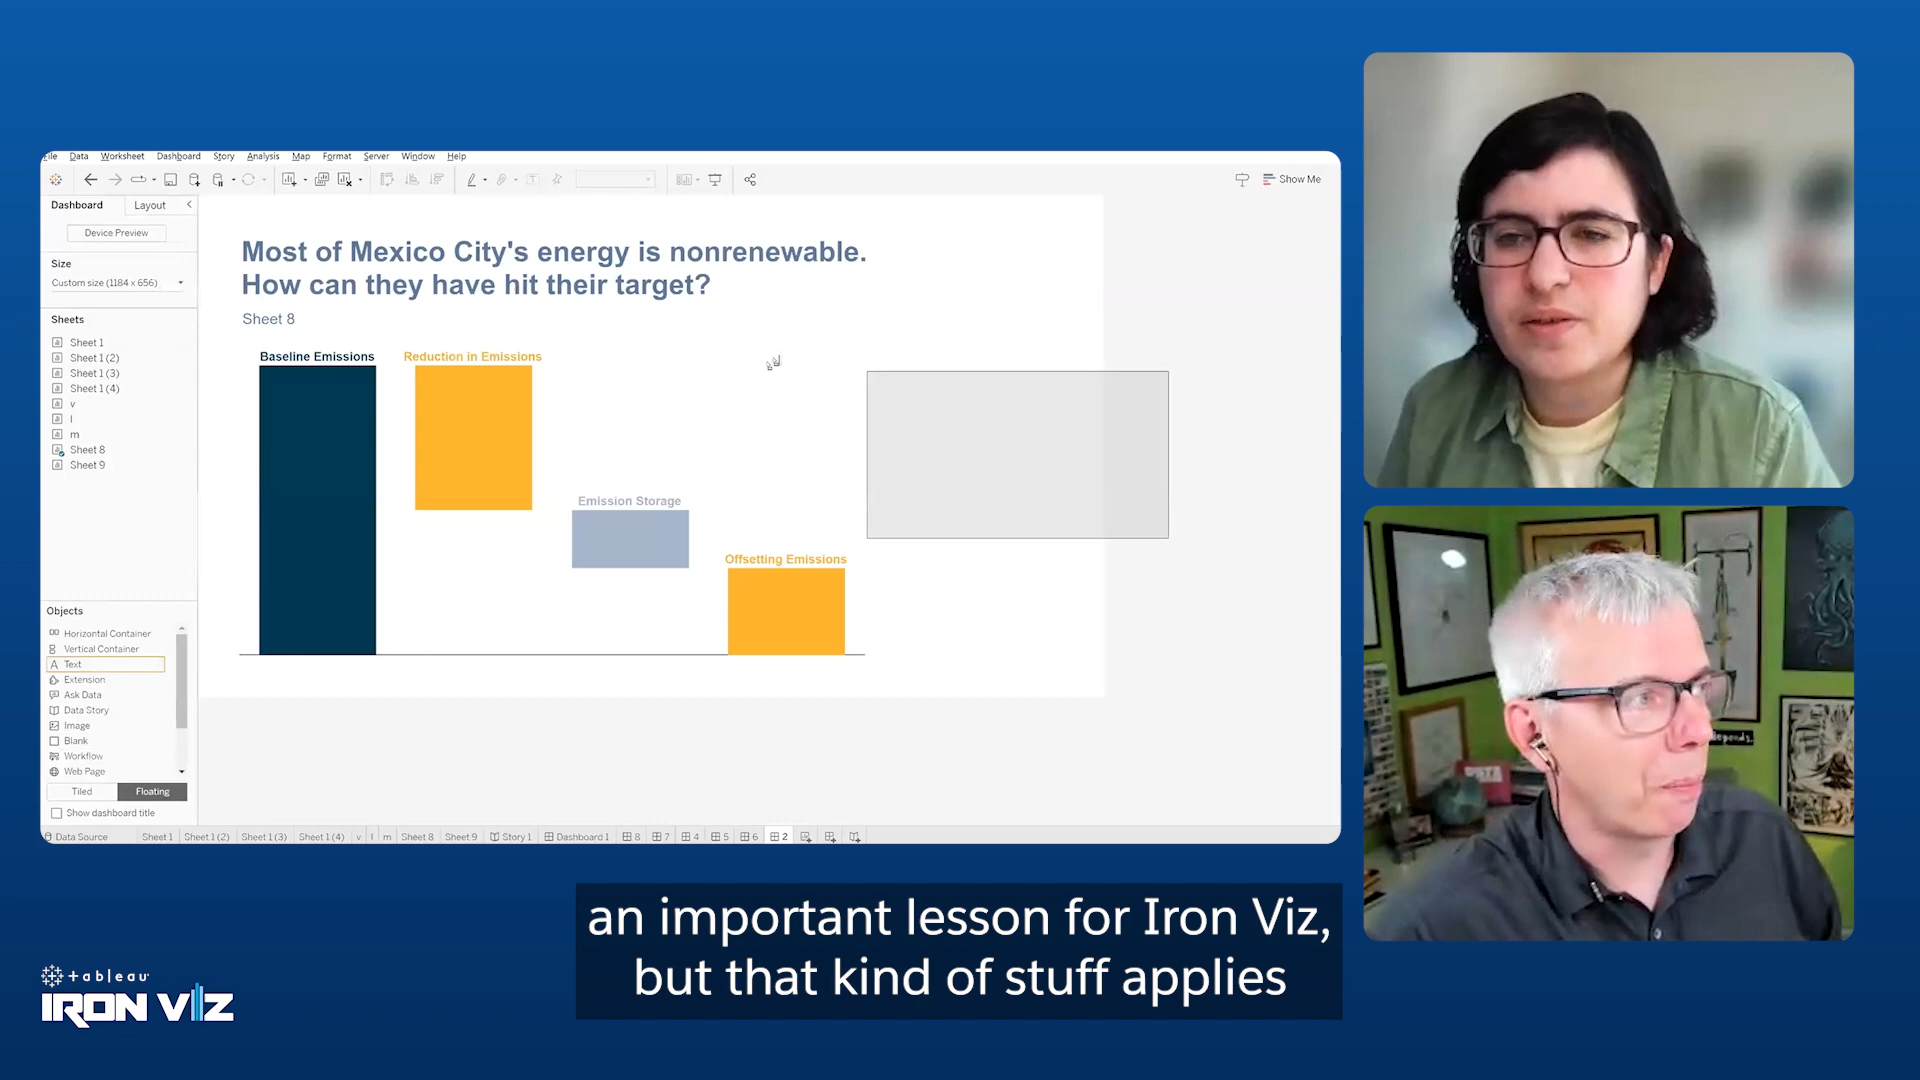 File Data Worksheet Dashboard Story Analysis Map Format Server Window Help
Show Me
Dashboard Layout
Device Preview
Size
Custom size (1184 x 656)
Sheets
Sheet 1
Sheet 1 (2)
Sheet 1 (3)
Sheet 1 (4)
v
l
m
Sheet 8
Sheet 9
Objects
Horizontal Container
Vertical Container
Text
Extension
Ask Data
Data Story
Image
Blank
Workflow
Web Page
Tiled Floating
Show dashboard title
Most of Mexico City's energy is nonrenewable.
How can they have hit their target?
Sheet 8
Baseline Emissions
Reduction in Emissions
Emission Storage
Offsetting Emissions
Data Source Sheet 1 Sheet 1 (2) Sheet 1 (3) Sheet 1 (4) v l m Sheet 8 Sheet 9 Story 1 Dashboard 1 8 7 4 5 6 2
an important lesson for Iron Viz,
but that kind of stuff applies
+ableau
IRON VIZ